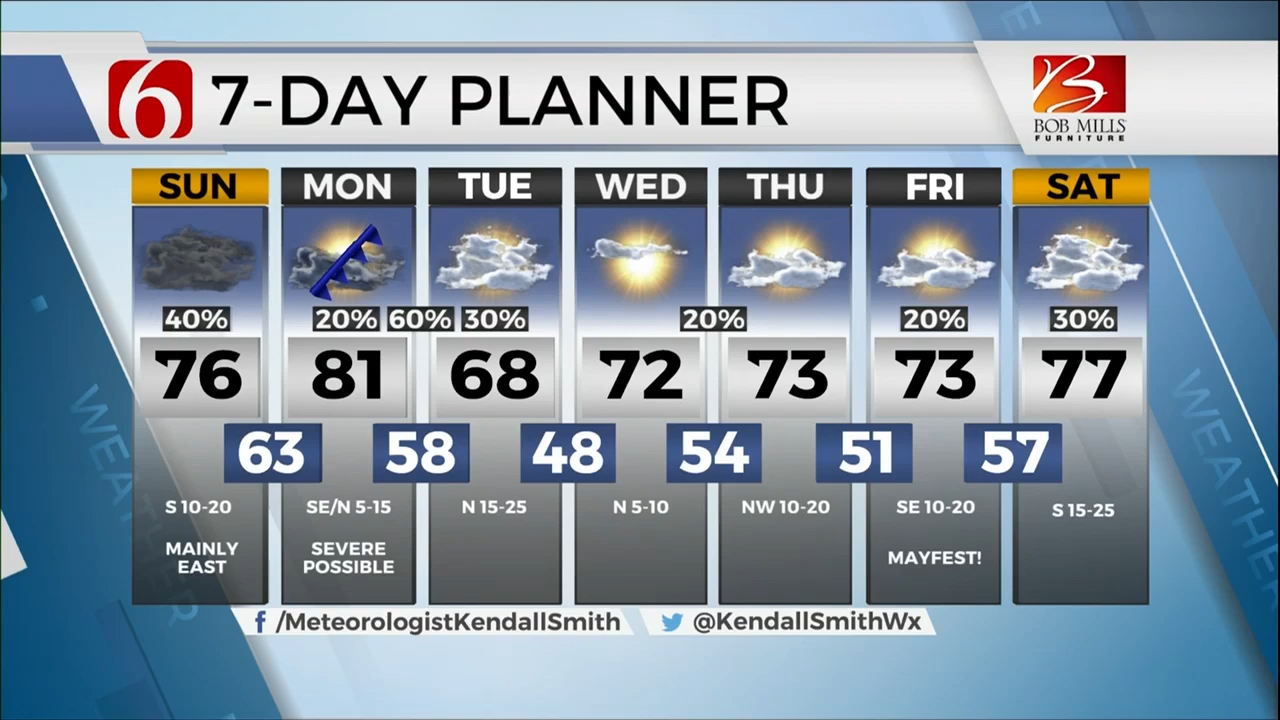 6 7-DAY PLANNER
B
BOB MILLS
FURNITURE
SUN MON TUE WED THU FRI SAT
40% 20% 60% 30% 20% 20% 30%
76 81 68 72 73 73 77
63 58 48 54 51 57
S 10-20 SE/N 5-15 N 15-25 N 5-10 NW 10-20 SE 10-20 S 15-25
MAINLY
EAST
SEVERE
POSSIBLE
MAYFEST!
f /MeteorologistKendallSmith @KendallSmithWx
WEATHER
WEATHER